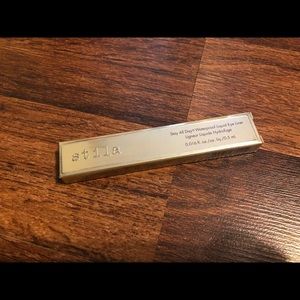 stila
Stay All Day® Waterproof Liquid Eye Liner
Ligneur Liquide Hydrofuge
0.016 fl. oz./oz. liq./0.5 mL